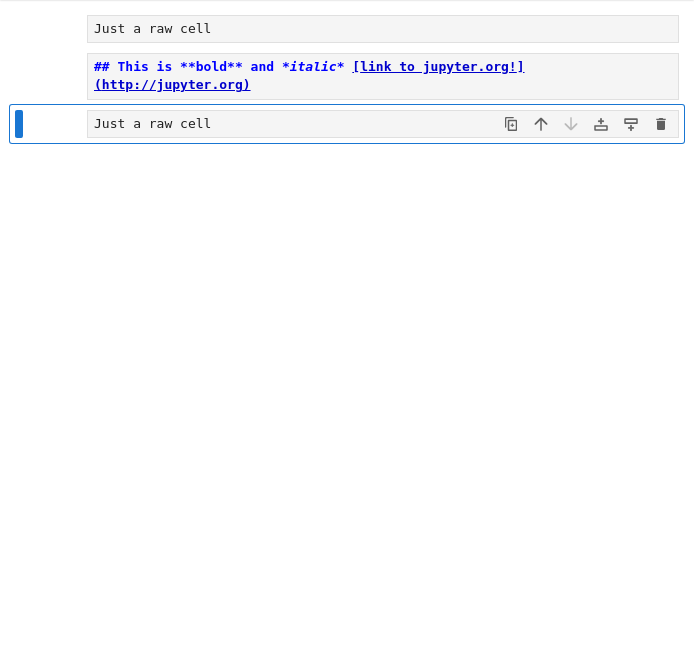 Just a raw cell
## This is **bold** and *italic* [link to jupyter.org!]
(http://jupyter.org)
Just a raw cell